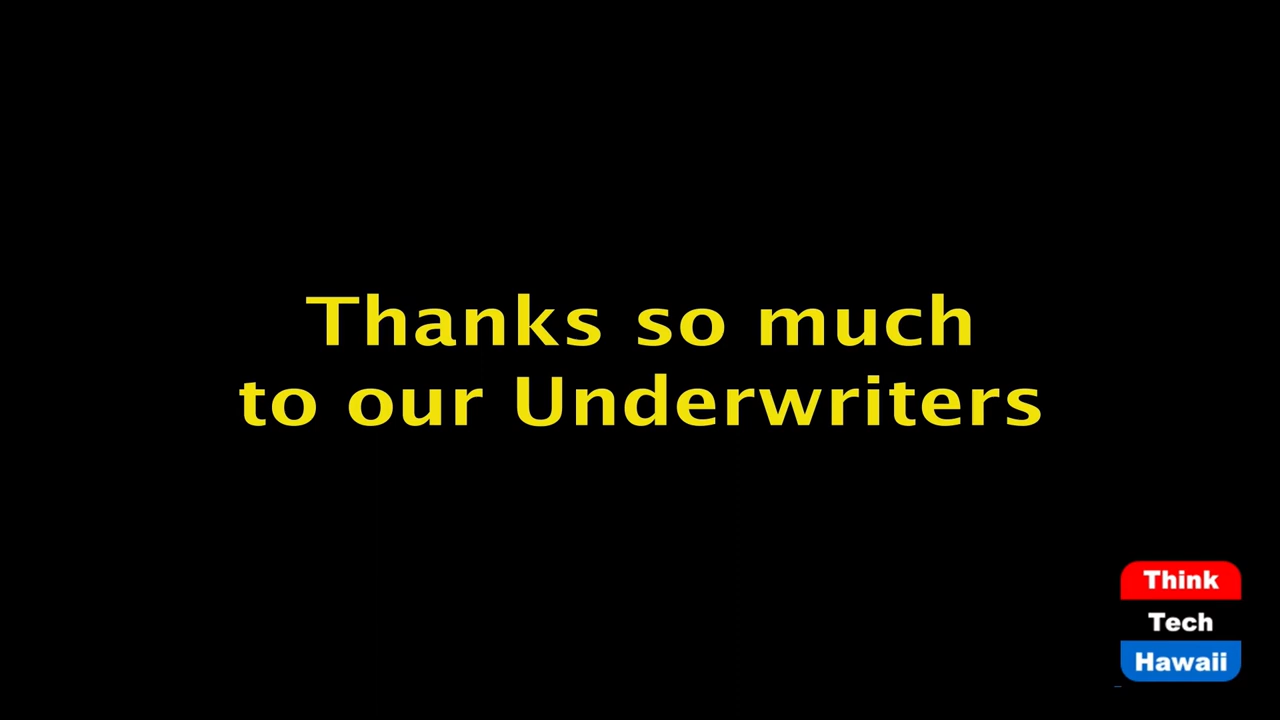 Thanks so much
to our Underwriters
Think
Tech
Hawaii